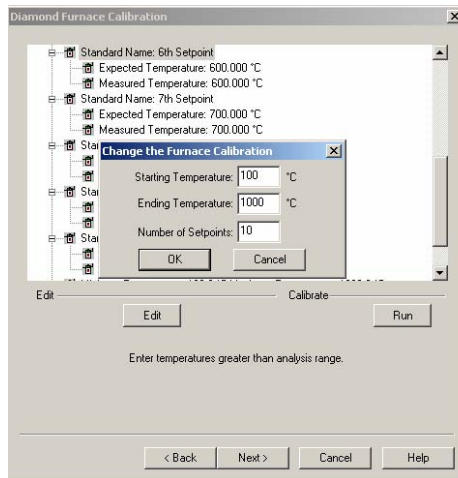 Diamond Furnace Calibration
Standard Name: 6th Setpoint
Expected Temperature: 600.000 °C
Measured Temperature: 600.000 °C
Standard Name: 7th Setpoint
Expected Temperature: 700.000 °C
Measured Temperature: 700.000 °C
Change the Furnace Calibration
Starting Temperature: 100 °C
Ending Temperature: 1000 °C
Number of Setpoints: 10
OK Cancel
Edit Calibrate
Edit Run
Enter temperatures greater than analysis range.
< Back Next > Cancel Help